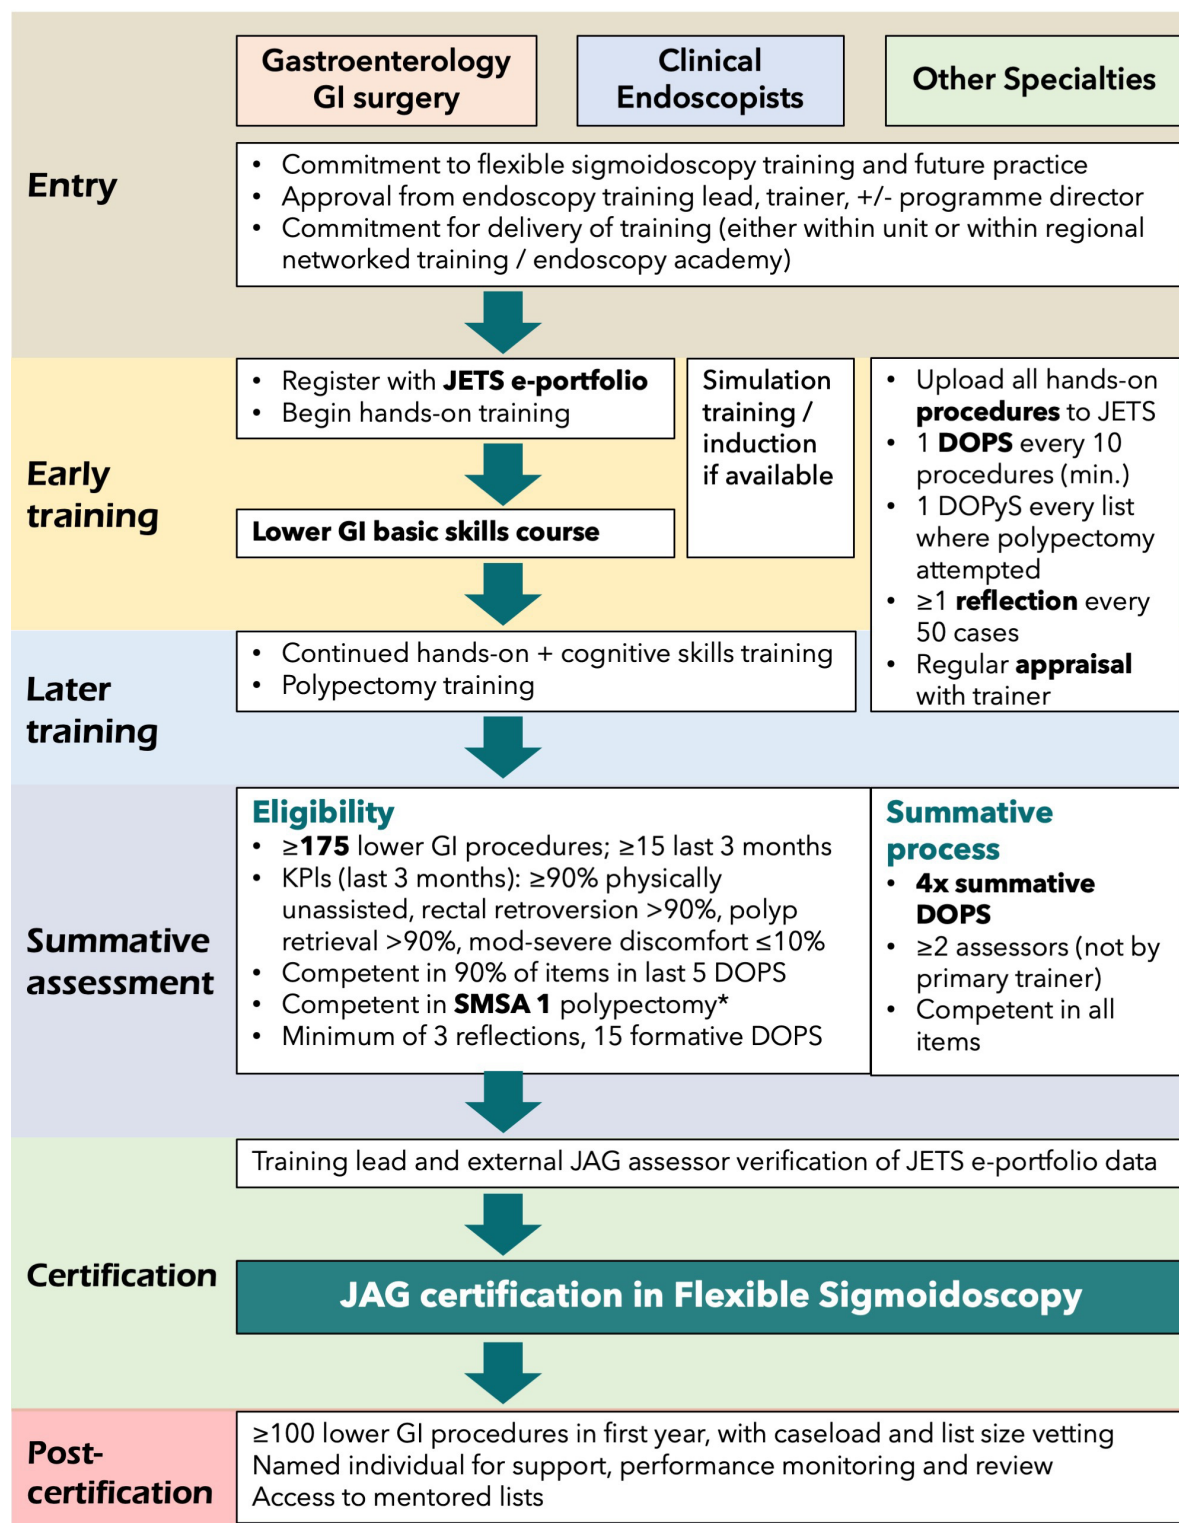 Gastroenterology
GI surgery
Clinical
Endoscopists
Other Specialties
Entry
• Commitment to flexible sigmoidoscopy training and future practice
• Approval from endoscopy training lead, trainer, +/- programme director
• Commitment for delivery of training (either within unit or within regional
networked training / endoscopy academy)
Early
training
• Register with JETS e-portfolio
• Begin hands-on training
Lower GI basic skills course
Simulation
training /
induction
if available
• Upload all hands-on
procedures to JETS
• 1 DOPS every 10
procedures (min.)
• 1 DOPyS every list
where polypectomy
attempted
• ≥1 reflection every
50 cases
• Regular appraisal
with trainer
Later
training
• Continued hands-on + cognitive skills training
• Polypectomy training
Summative
assessment
Eligibility
• ≥175 lower GI procedures; ≥15 last 3 months
• KPIs (last 3 months): ≥90% physically
unassisted, rectal retroversion >90%, polyp
retrieval >90%, mod-severe discomfort ≤10%
• Competent in 90% of items in last 5 DOPS
• Competent in SMSA 1 polypectomy*
• Minimum of 3 reflections, 15 formative DOPS
Summative
process
• 4x summative
DOPS
• ≥2 assessors (not by
primary trainer)
• Competent in all
items
Certification
Training lead and external JAG assessor verification of JETS e-portfolio data
JAG certification in Flexible Sigmoidoscopy
Post-
certification
≥100 lower GI procedures in first year, with caseload and list size vetting
Named individual for support, performance monitoring and review
Access to mentored lists